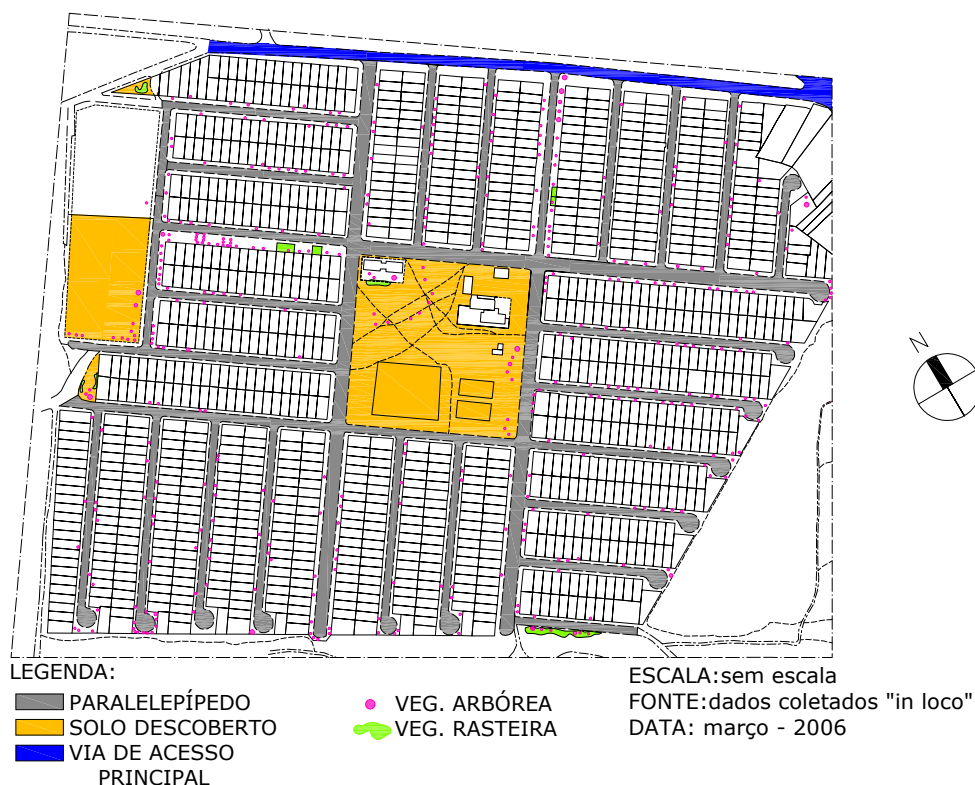 N
LEGENDA:
PARALELEPÍPEDO
SOLO DESCOBERTO
VIA DE ACESSO
PRINCIPAL
VEG. ARBÓREA
VEG. RASTEIRA
ESCALA:sem escala
FONTE:dados coletados "in loco"
DATA: março - 2006